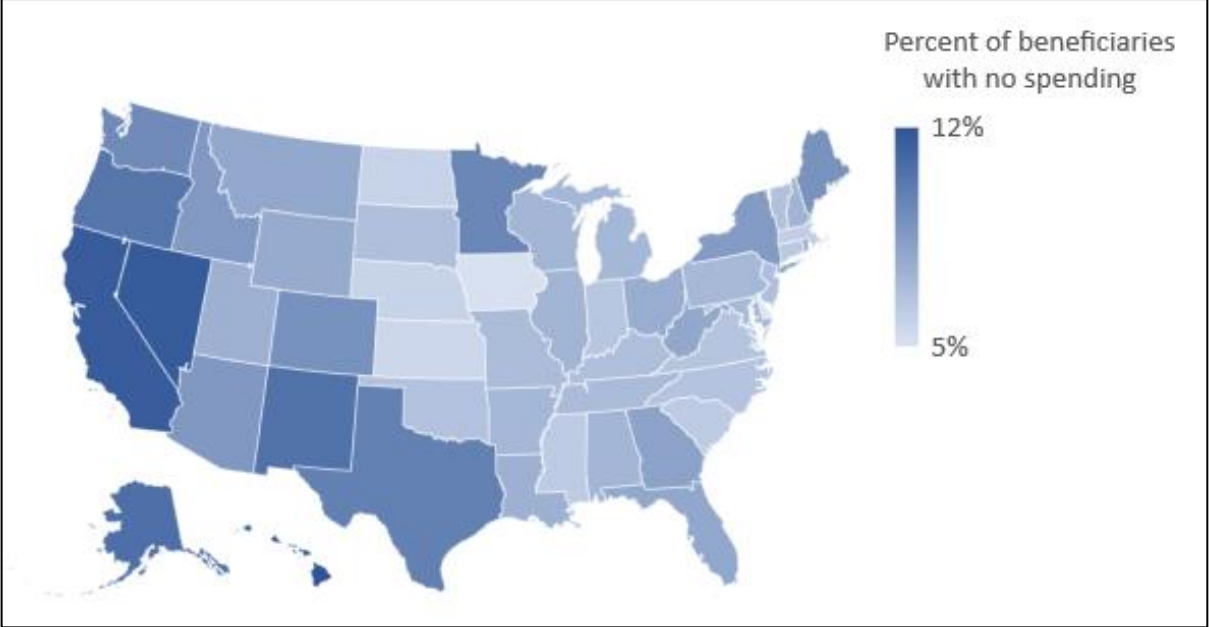 Percent of beneficiaries
with no spending
12%
5%